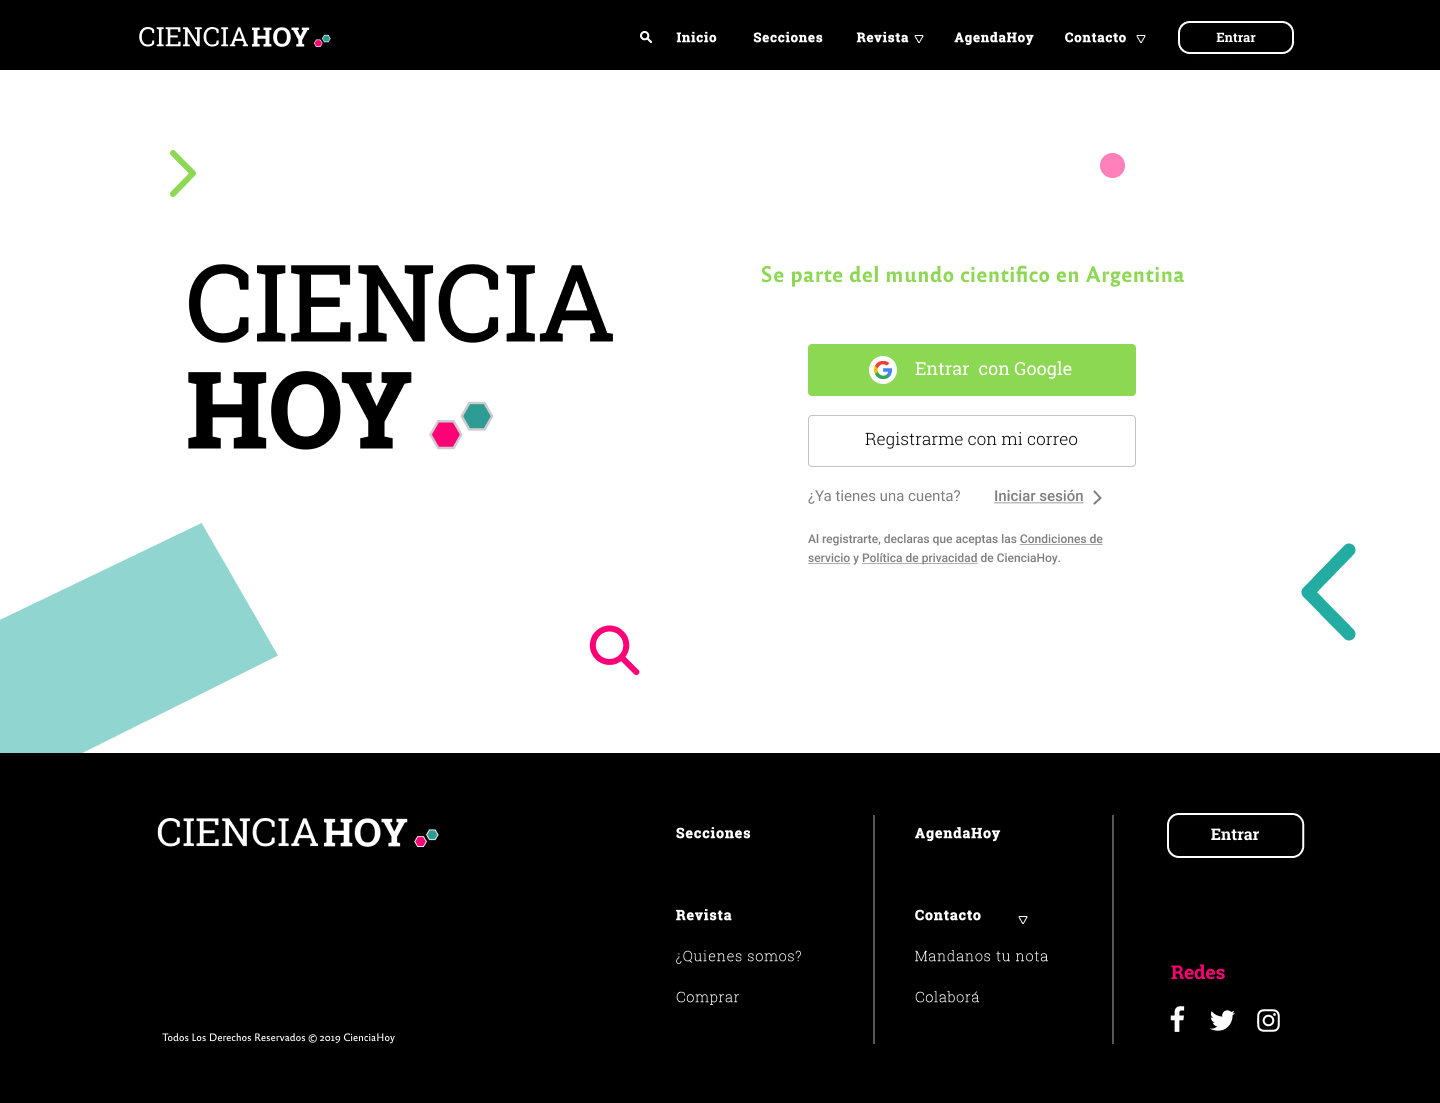 CIENCIA HOY
Inicio
Secciones
Revista
AgendaHoy
Contacto
Entrar
CIENCIA
HOY
Se parte del mundo cientifico en Argentina
Entrar con Google
Registrarme con mi correo
¿Ya tienes una cuenta? Iniciar sesión
Al registrarte, declaras que aceptas las Condiciones de
servicio y Política de privacidad de CienciaHoy.
CIENCIA HOY
Todos Los Derechos Reservados © 2019 CienciaHoy
Secciones
Revista
¿Quienes somos?
Comprar
AgendaHoy
Contacto
Mandanos tu nota
Colaborá
Entrar
Redes